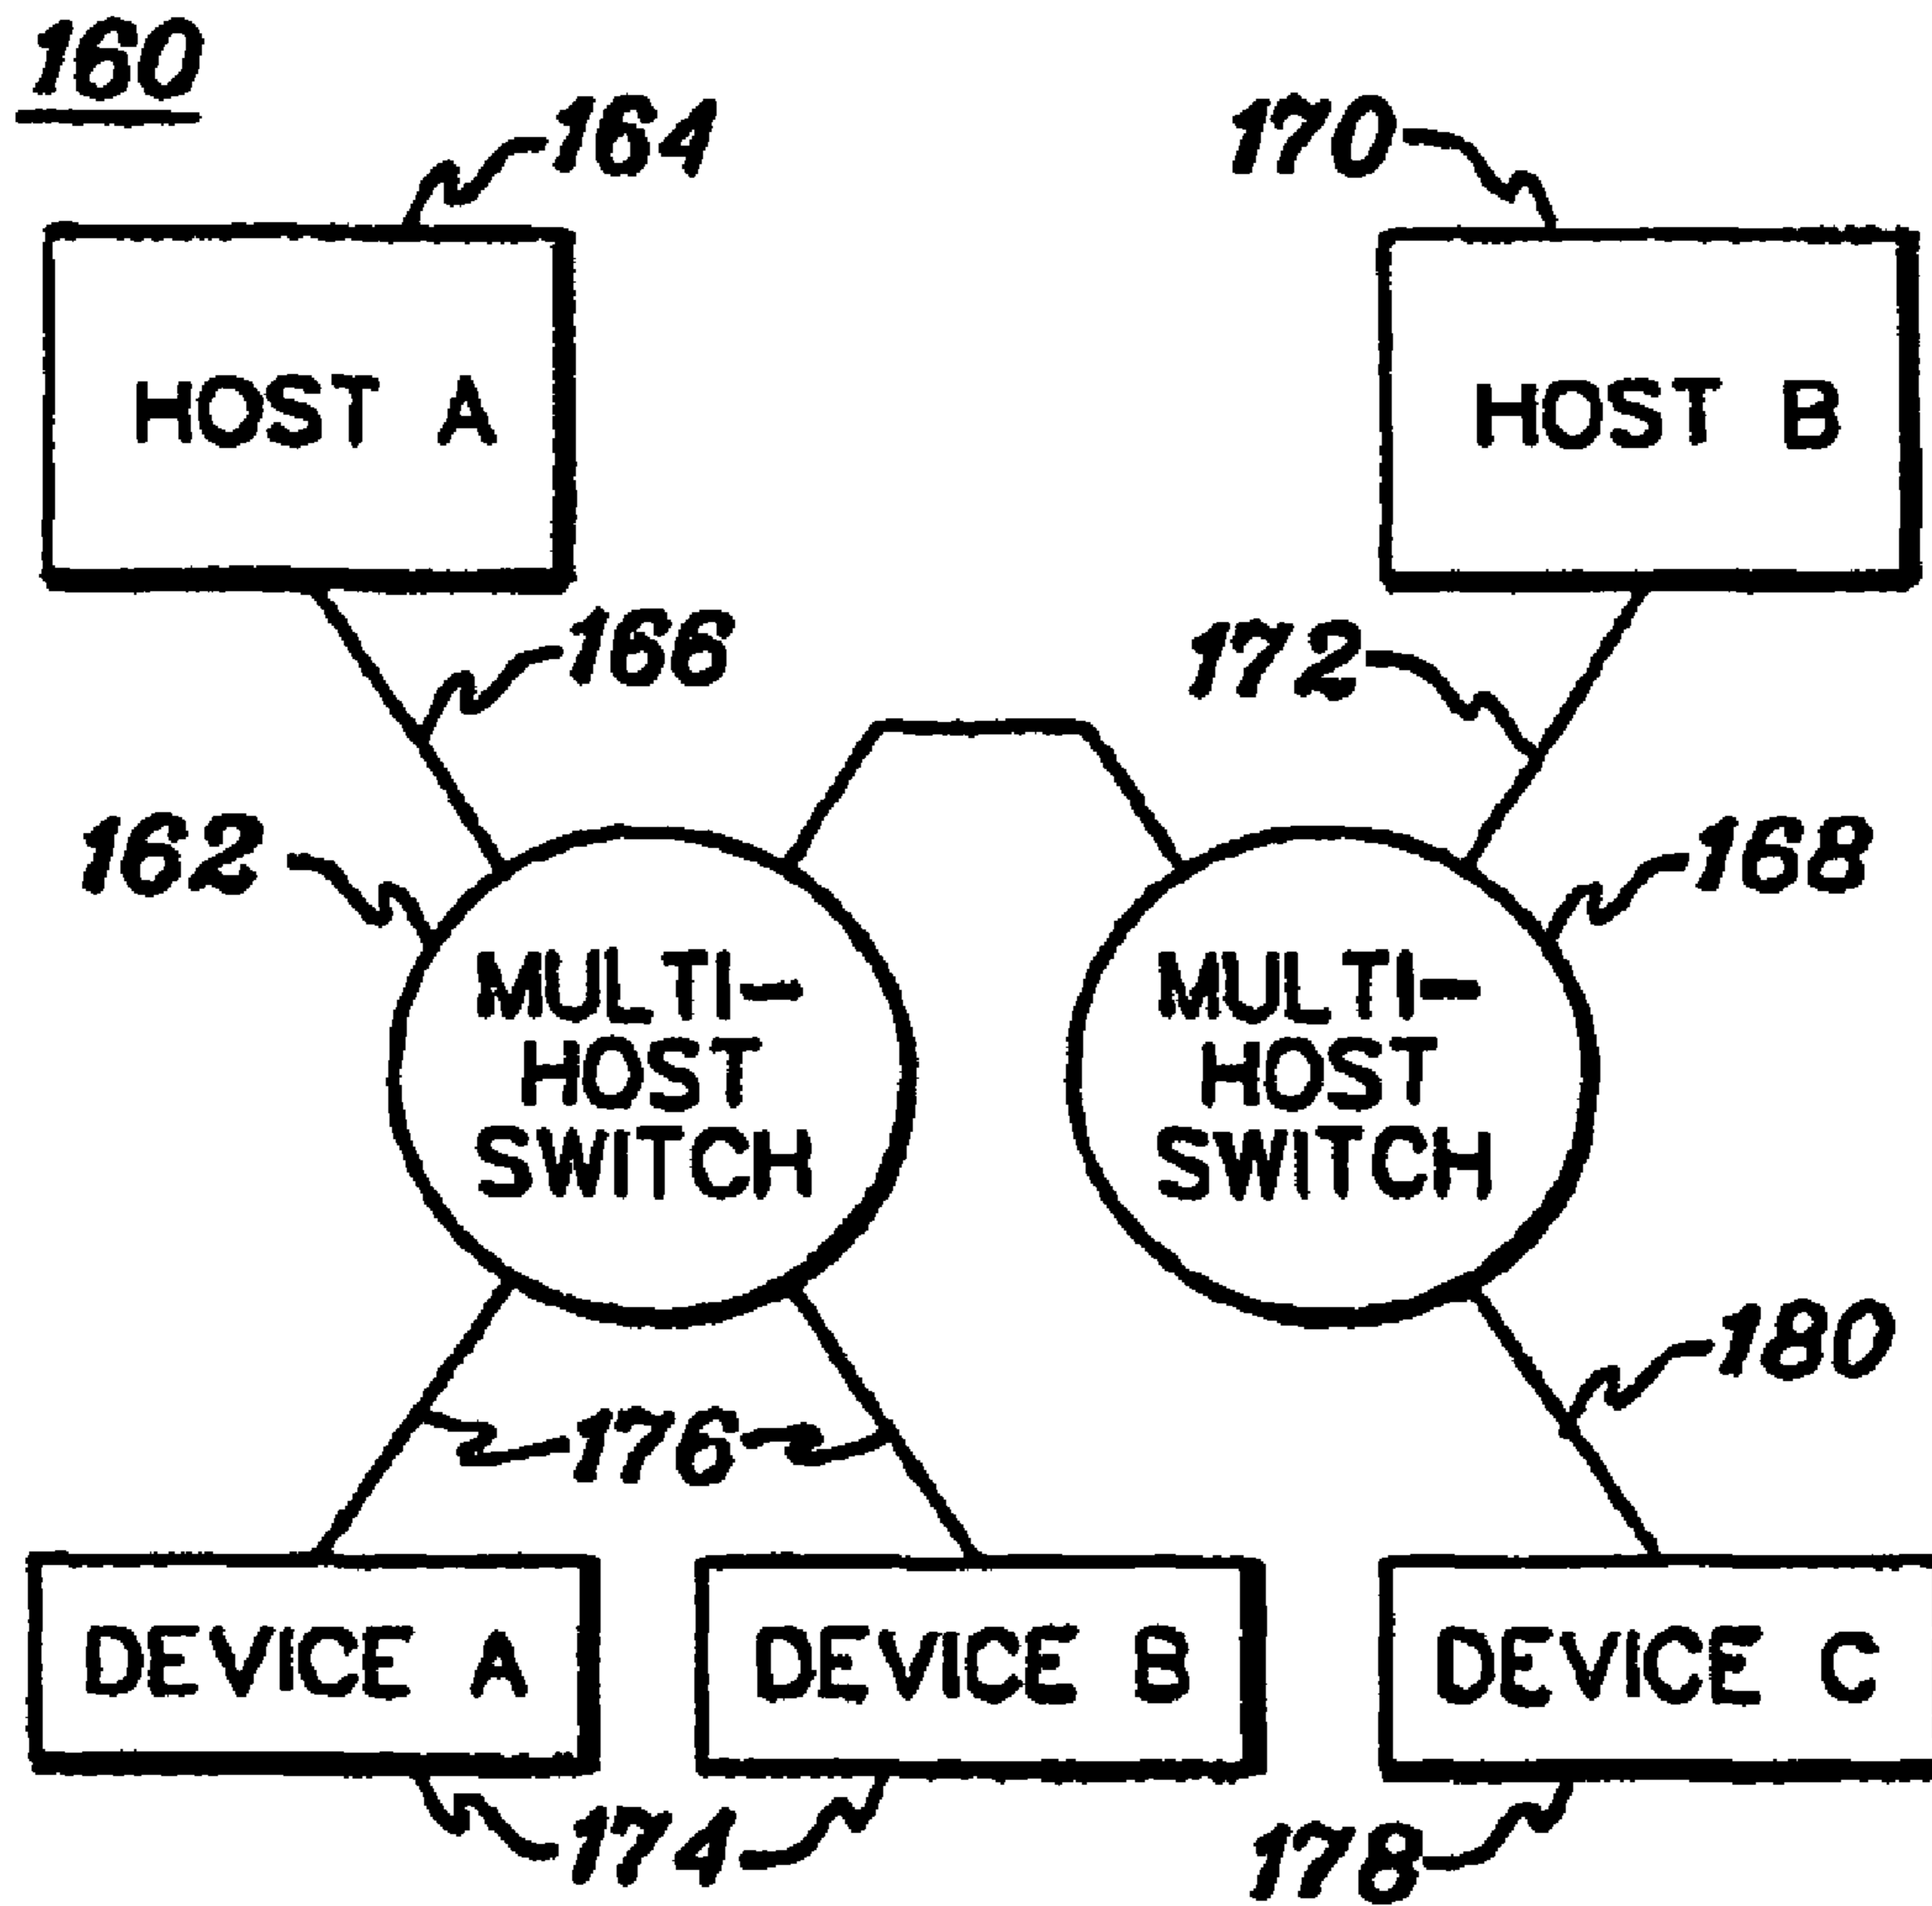 160
164
170
HOST A
HOST B
166
172
162
168
MULTI-
HOST
SWITCH
MULTI-
HOST
SWITCH
180
176
DEVICE A
DEVICE B
DEVICE C
174
178